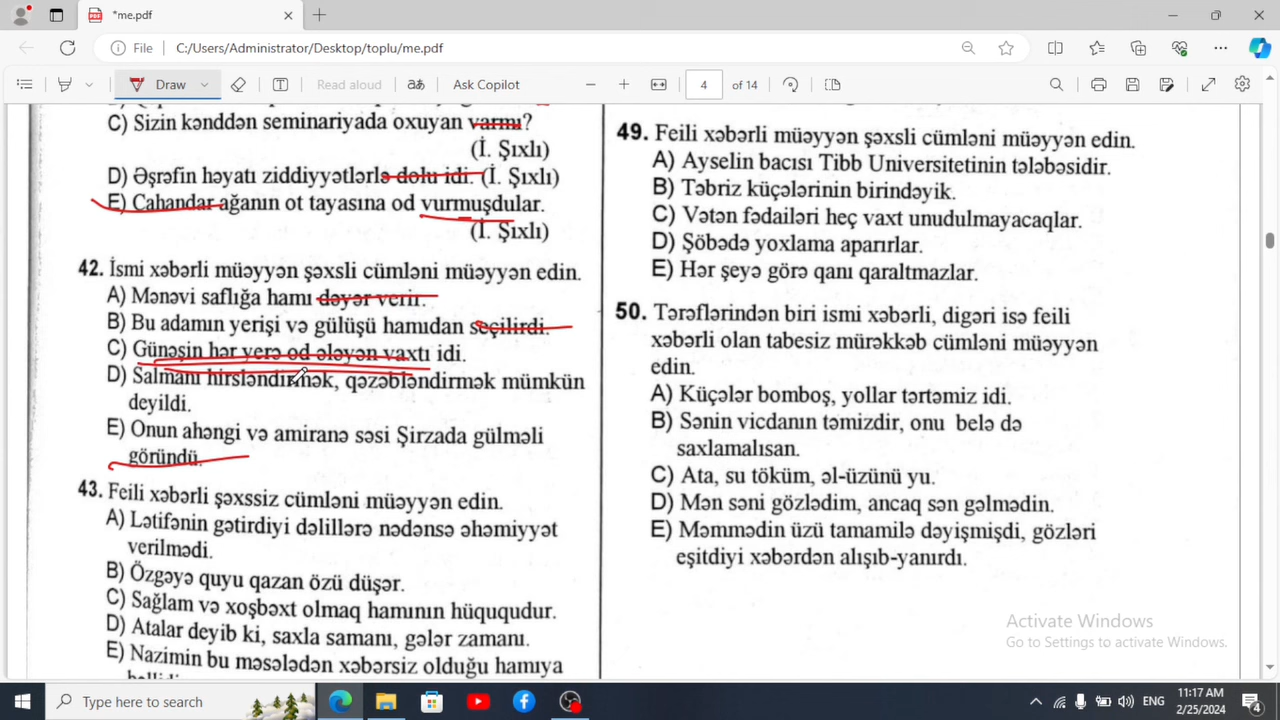 *me.pdf
File
C:/Users/Administrator/Desktop/toplu/me.pdf
Draw
Read aloud
Ask Copilot
4
of 14
C) Sizin kənddən seminariyada oxuyan varmı?
(İ. Şıxlı)
D) Əşrəfin həyatı ziddiyyətlərlə dolu idi. (İ. Şıxlı)
E) Cahandar ağanın ot tayasına od vurmuşdular.
(İ. Şıxlı)
42. İsmi xəbərli müəyyən şəxsli cümləni müəyyən edin.
A) Mənəvi saflığa hamı dəyər verir.
B) Bu adamın yerişi və gülüşü hamıdan seçilirdi.
C) Günəşin hər yerə od ələyən vaxtı idi.
D) Salmanı hirsləndirmək, qəzəbləndirmək mümkün
deyildi.
E) Onun ahəngi və amiranə səsi Şirzada gülməli
göründü.
43. Feili xəbərli şəxssiz cümləni müəyyən edin.
A) Lətifənin gətirdiyi dəlillərə nədənsə əhəmiyyət
verilmədi.
B) Özgəyə quyu qazan özü düşər.
C) Sağlam və xoşbəxt olmaq hamının hüququdur.
D) Atalar deyib ki, saxla samanı, gələr zamanı.
E) Nazimin bu məsələdən xəbərsiz olduğu hamıya
49. Feili xəbərli müəyyən şəxsli cümləni müəyyən edin.
A) Ayselin bacısı Tibb Universitetinin tələbəsidir.
B) Təbriz küçələrinin birindəyik.
C) Vətən fədailəri heç vaxt unudulmayacaqlar.
D) Şöbədə yoxlama aparırlar.
E) Hər şeyə görə qanı qaraltmazlar.
50. Tərəflərindən biri ismi xəbərli, digəri isə feili
xəbərli olan tabesiz mürəkkəb cümləni müəyyən
edin.
A) Küçələr bomboş, yollar tərtəmiz idi.
B) Sənin vicdanın təmizdir, onu belə də
saxlamalısan.
C) Ata, su töküm, əl-üzünü yu.
D) Mən səni gözlədim, ancaq sən gəlmədin.
E) Məmmədin üzü tamamilə dəyişmişdi, gözləri
eşitdiyi xəbərdən alışıb-yanırdı.
Activate Windows
Go to Settings to activate Windows.
Type here to search
ENG
11:17 AM
2/25/2024
4